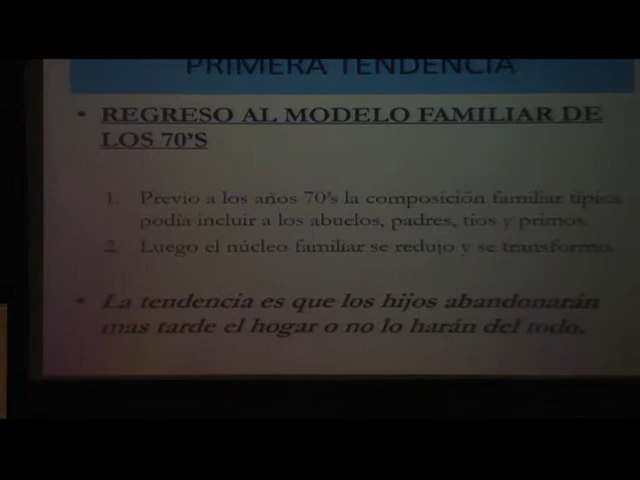 PRIMERA TENDENCIA
• REGRESO AL MODELO FAMILIAR DE
LOS 70'S
1. Previo a los años 70's la composición familiar típica
podía incluir a los abuelos, padres, tios y primos.
2. Luego el núcleo familiar se redujo y se transformo.
• La tendencia es que los hijos abandonarán
mas tarde el hogar o no lo harán del todo.